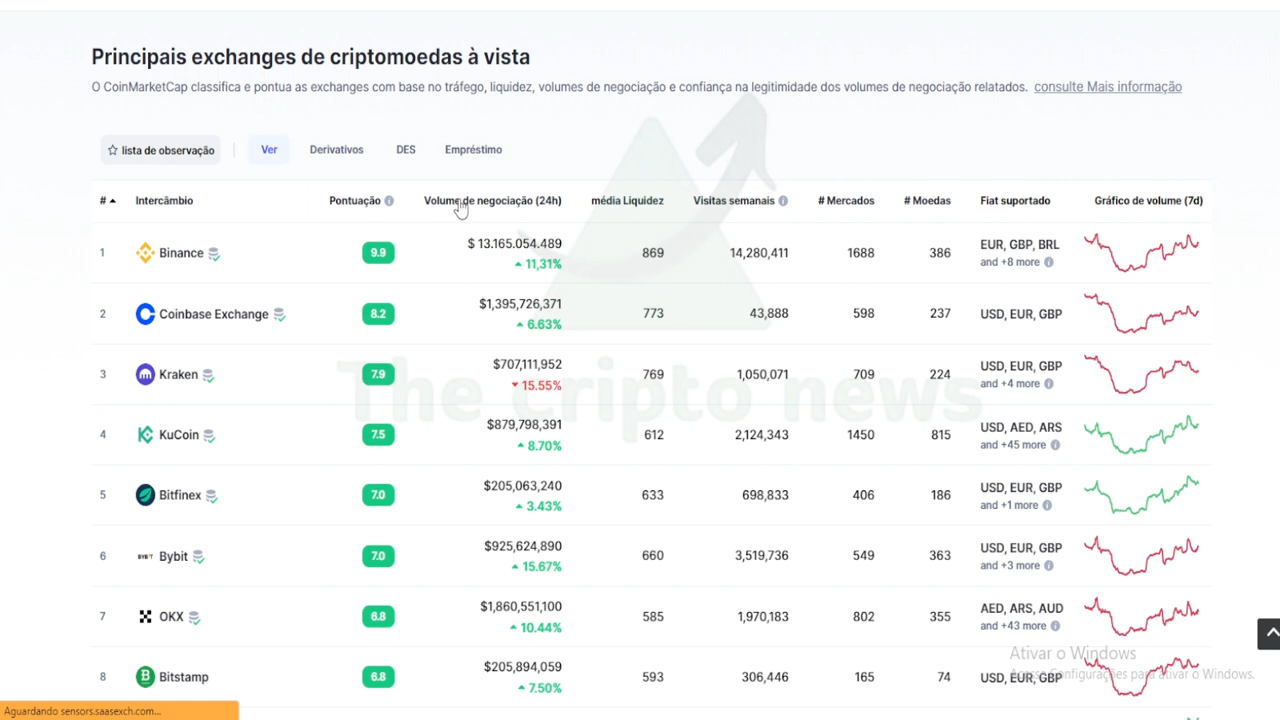 Principais exchanges de criptomoedas à vista
O CoinMarketCap classifica e pontua as exchanges com base no tráfego, liquidez, volumes de negociação e confiança na legitimidade dos volumes de negociação relatados. consulte Mais informação
lista de observação Ver Derivativos DES Empréstimo
# Intercâmbio Pontuação Volume de negociação (24h) média Liquidez Visitas semanais # Mercados # Moedas Fiat suportado Gráfico de volume (7d)
1 Binance 9.9 $ 13.165.054.489 869 14,280,411 1688 386 EUR, GBP, BRL
11,31% and +8 more
2 Coinbase Exchange 8.2 $1,395,726,371 773 43,888 598 237 USD, EUR, GBP
6.63%
3 Kraken 7.9 $707,111,952 769 1,050,071 709 224 USD, EUR, GBP
15.55% and +4 more
The cripto news
4 KuCoin 7.5 $879,798,391 612 2,124,343 1450 815 USD, AED, ARS
8.70% and +45 more
5 Bitfinex 7.0 $205,063,240 633 698,833 406 186 USD, EUR, GBP
3.43% and +1 more
6 BYBIT Bybit 7.0 $925,624,890 660 3,519,736 549 363 USD, EUR, GBP
15.67% and +3 more
7 OKX 6.8 $1,860,551,100 585 1,970,183 802 355 AED, ARS, AUD
10.44% and +43 more
Ativar o Windows
8 Bitstamp 6.8 $205,894,059 593 306,446 165 74 USD, EUR, GBP
7.50%
Acesse Configurações para ativar o Windows.
Aguardando sensors.saasexch.com...